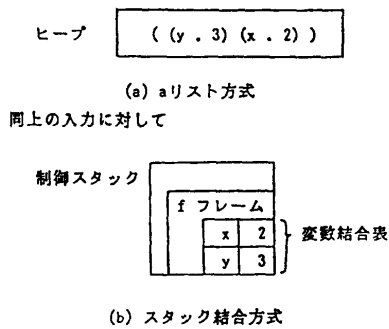 ヒープ ( (y . 3) (x . 2) )
(a) aリスト方式
同上の入力に対して
制御スタック
f フレーム
x 2
変数結合表
y 3
(b) スタック結合方式